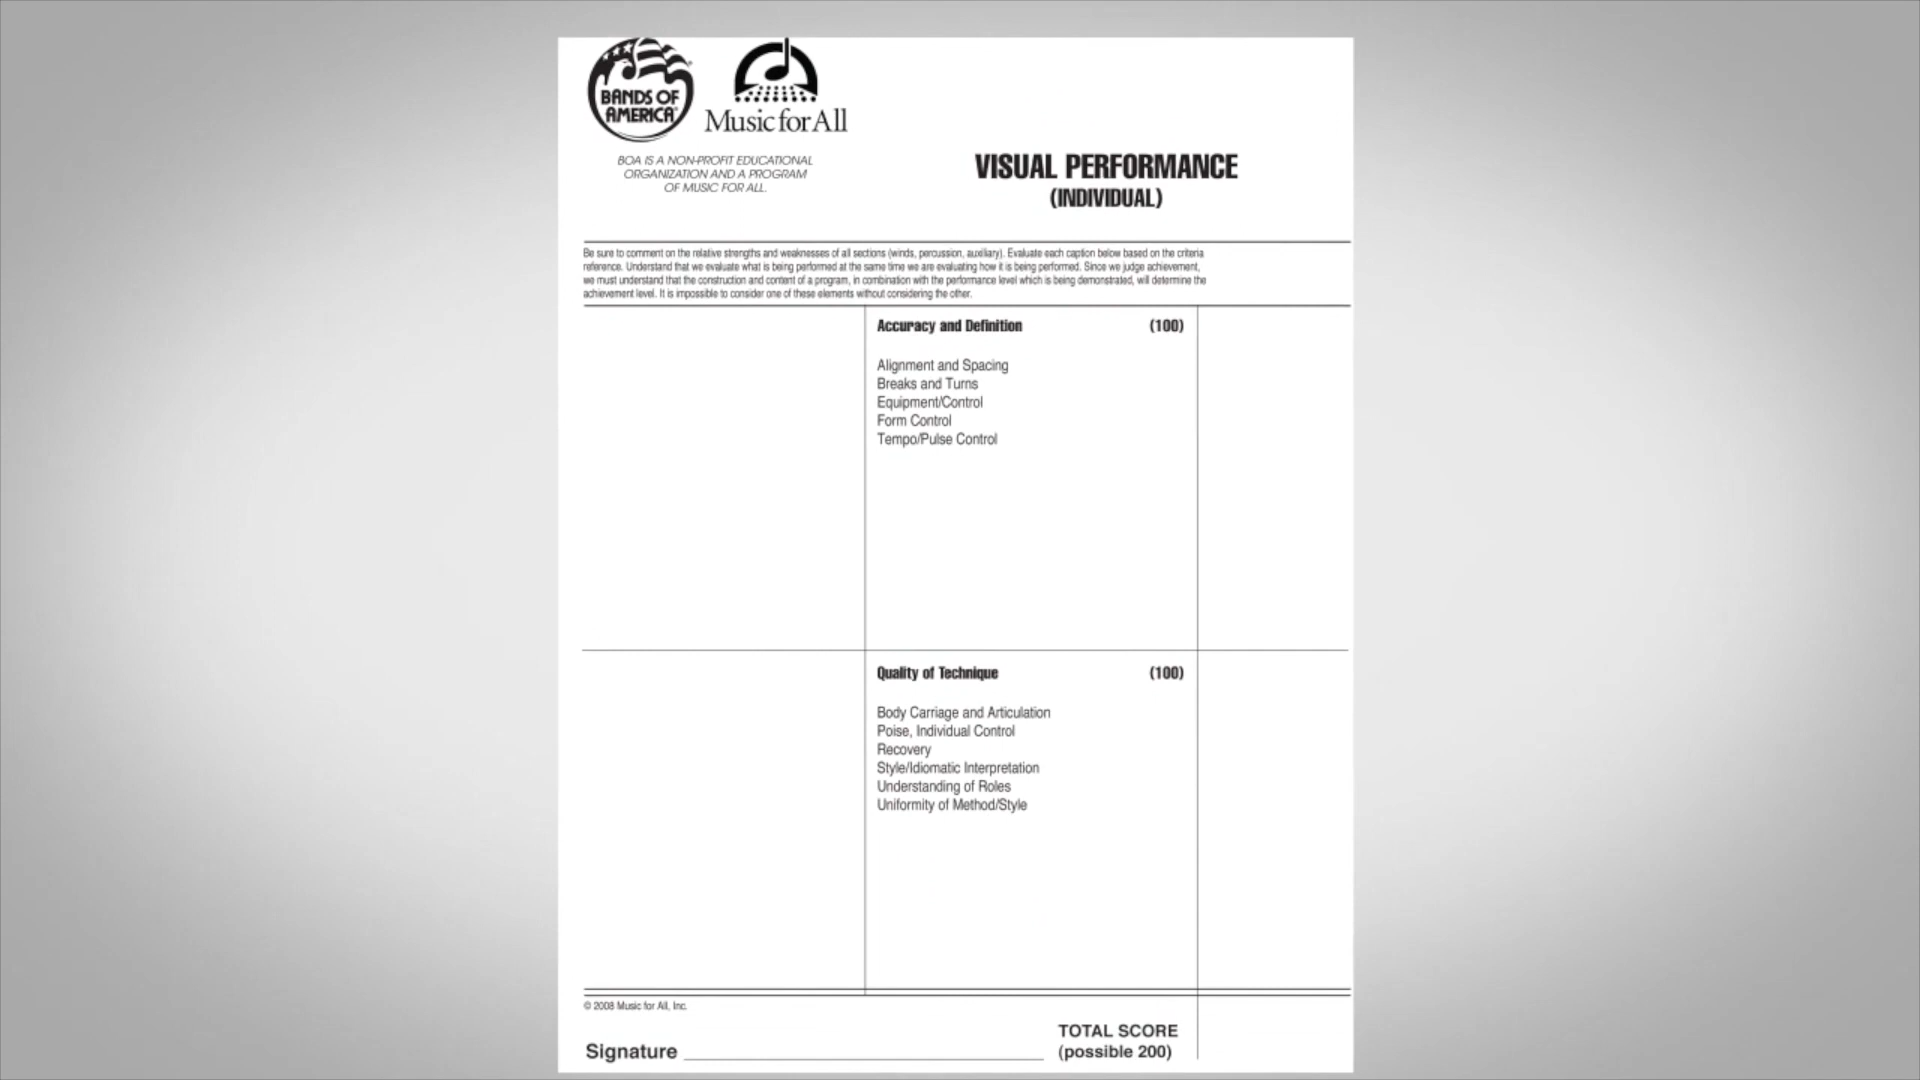 BANDS OF
AMERICA
Music for All
BOA IS A NON-PROFIT EDUCATIONAL
ORGANIZATION AND A PROGRAM
OF MUSIC FOR ALL.
VISUAL PERFORMANCE
(INDIVIDUAL)
Be sure to comment on the relative strengths and weaknesses of all sections (winds, percussion, auxiliary). Evaluate each caption below based on the criteria
reference. Understand that we evaluate what is being performed at the same time we are evaluating how it is being performed. Since we judge achievement,
we must understand that the construction and content of a program, in combination with the performance level which is being demonstrated, will determine the
achievement level. It is impossible to consider one of these elements without considering the other.
Accuracy and Definition (100)
Alignment and Spacing
Breaks and Turns
Equipment/Control
Form Control
Tempo/Pulse Control
Quality of Technique (100)
Body Carriage and Articulation
Poise, Individual Control
Recovery
Style/Idiomatic Interpretation
Understanding of Roles
Uniformity of Method/Style
© 2008 Music for All, Inc.
TOTAL SCORE
Signature (possible 200)